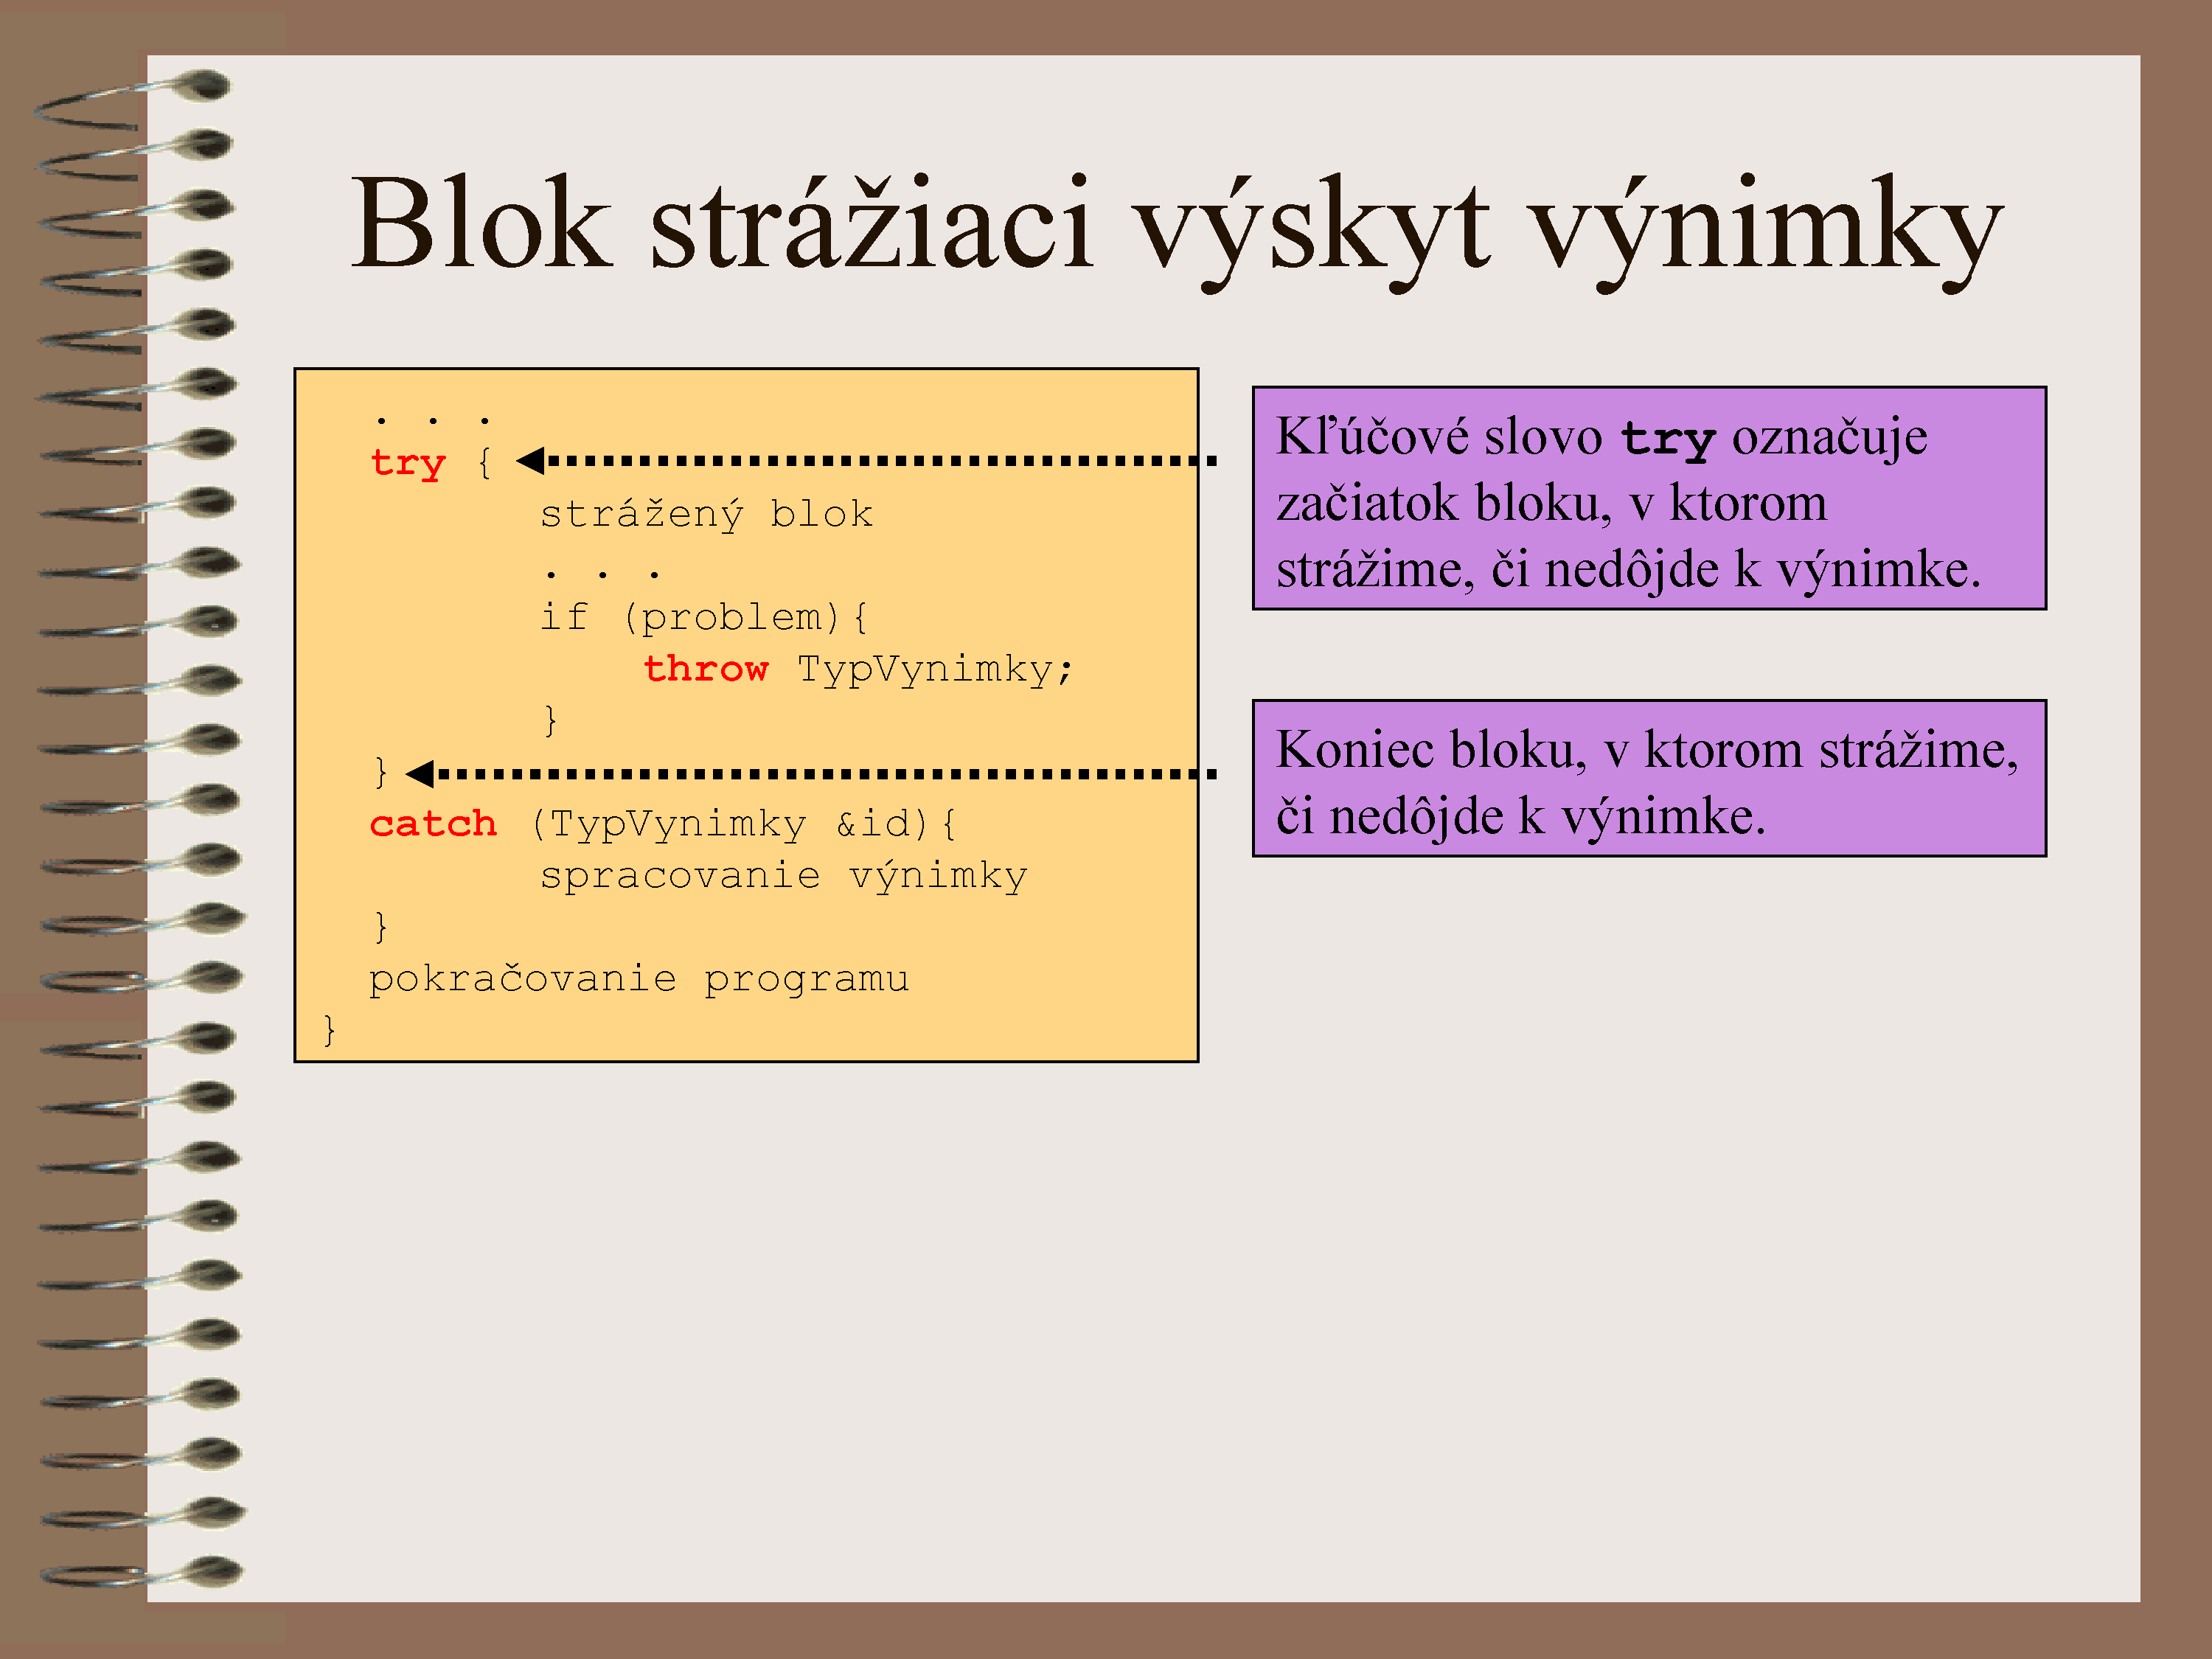 Blok strážiaci výskyt výnimky
. . .
try {
strážený blok
. . .
if (problem){
throw TypVynimky;
}
}
catch (TypVynimky &id){
spracovanie výnimky
}
pokračovanie programu
}
Kľúčové slovo try označuje
začiatok bloku, v ktorom
strážime, či nedôjde k výnimke.
Koniec bloku, v ktorom strážime,
či nedôjde k výnimke.